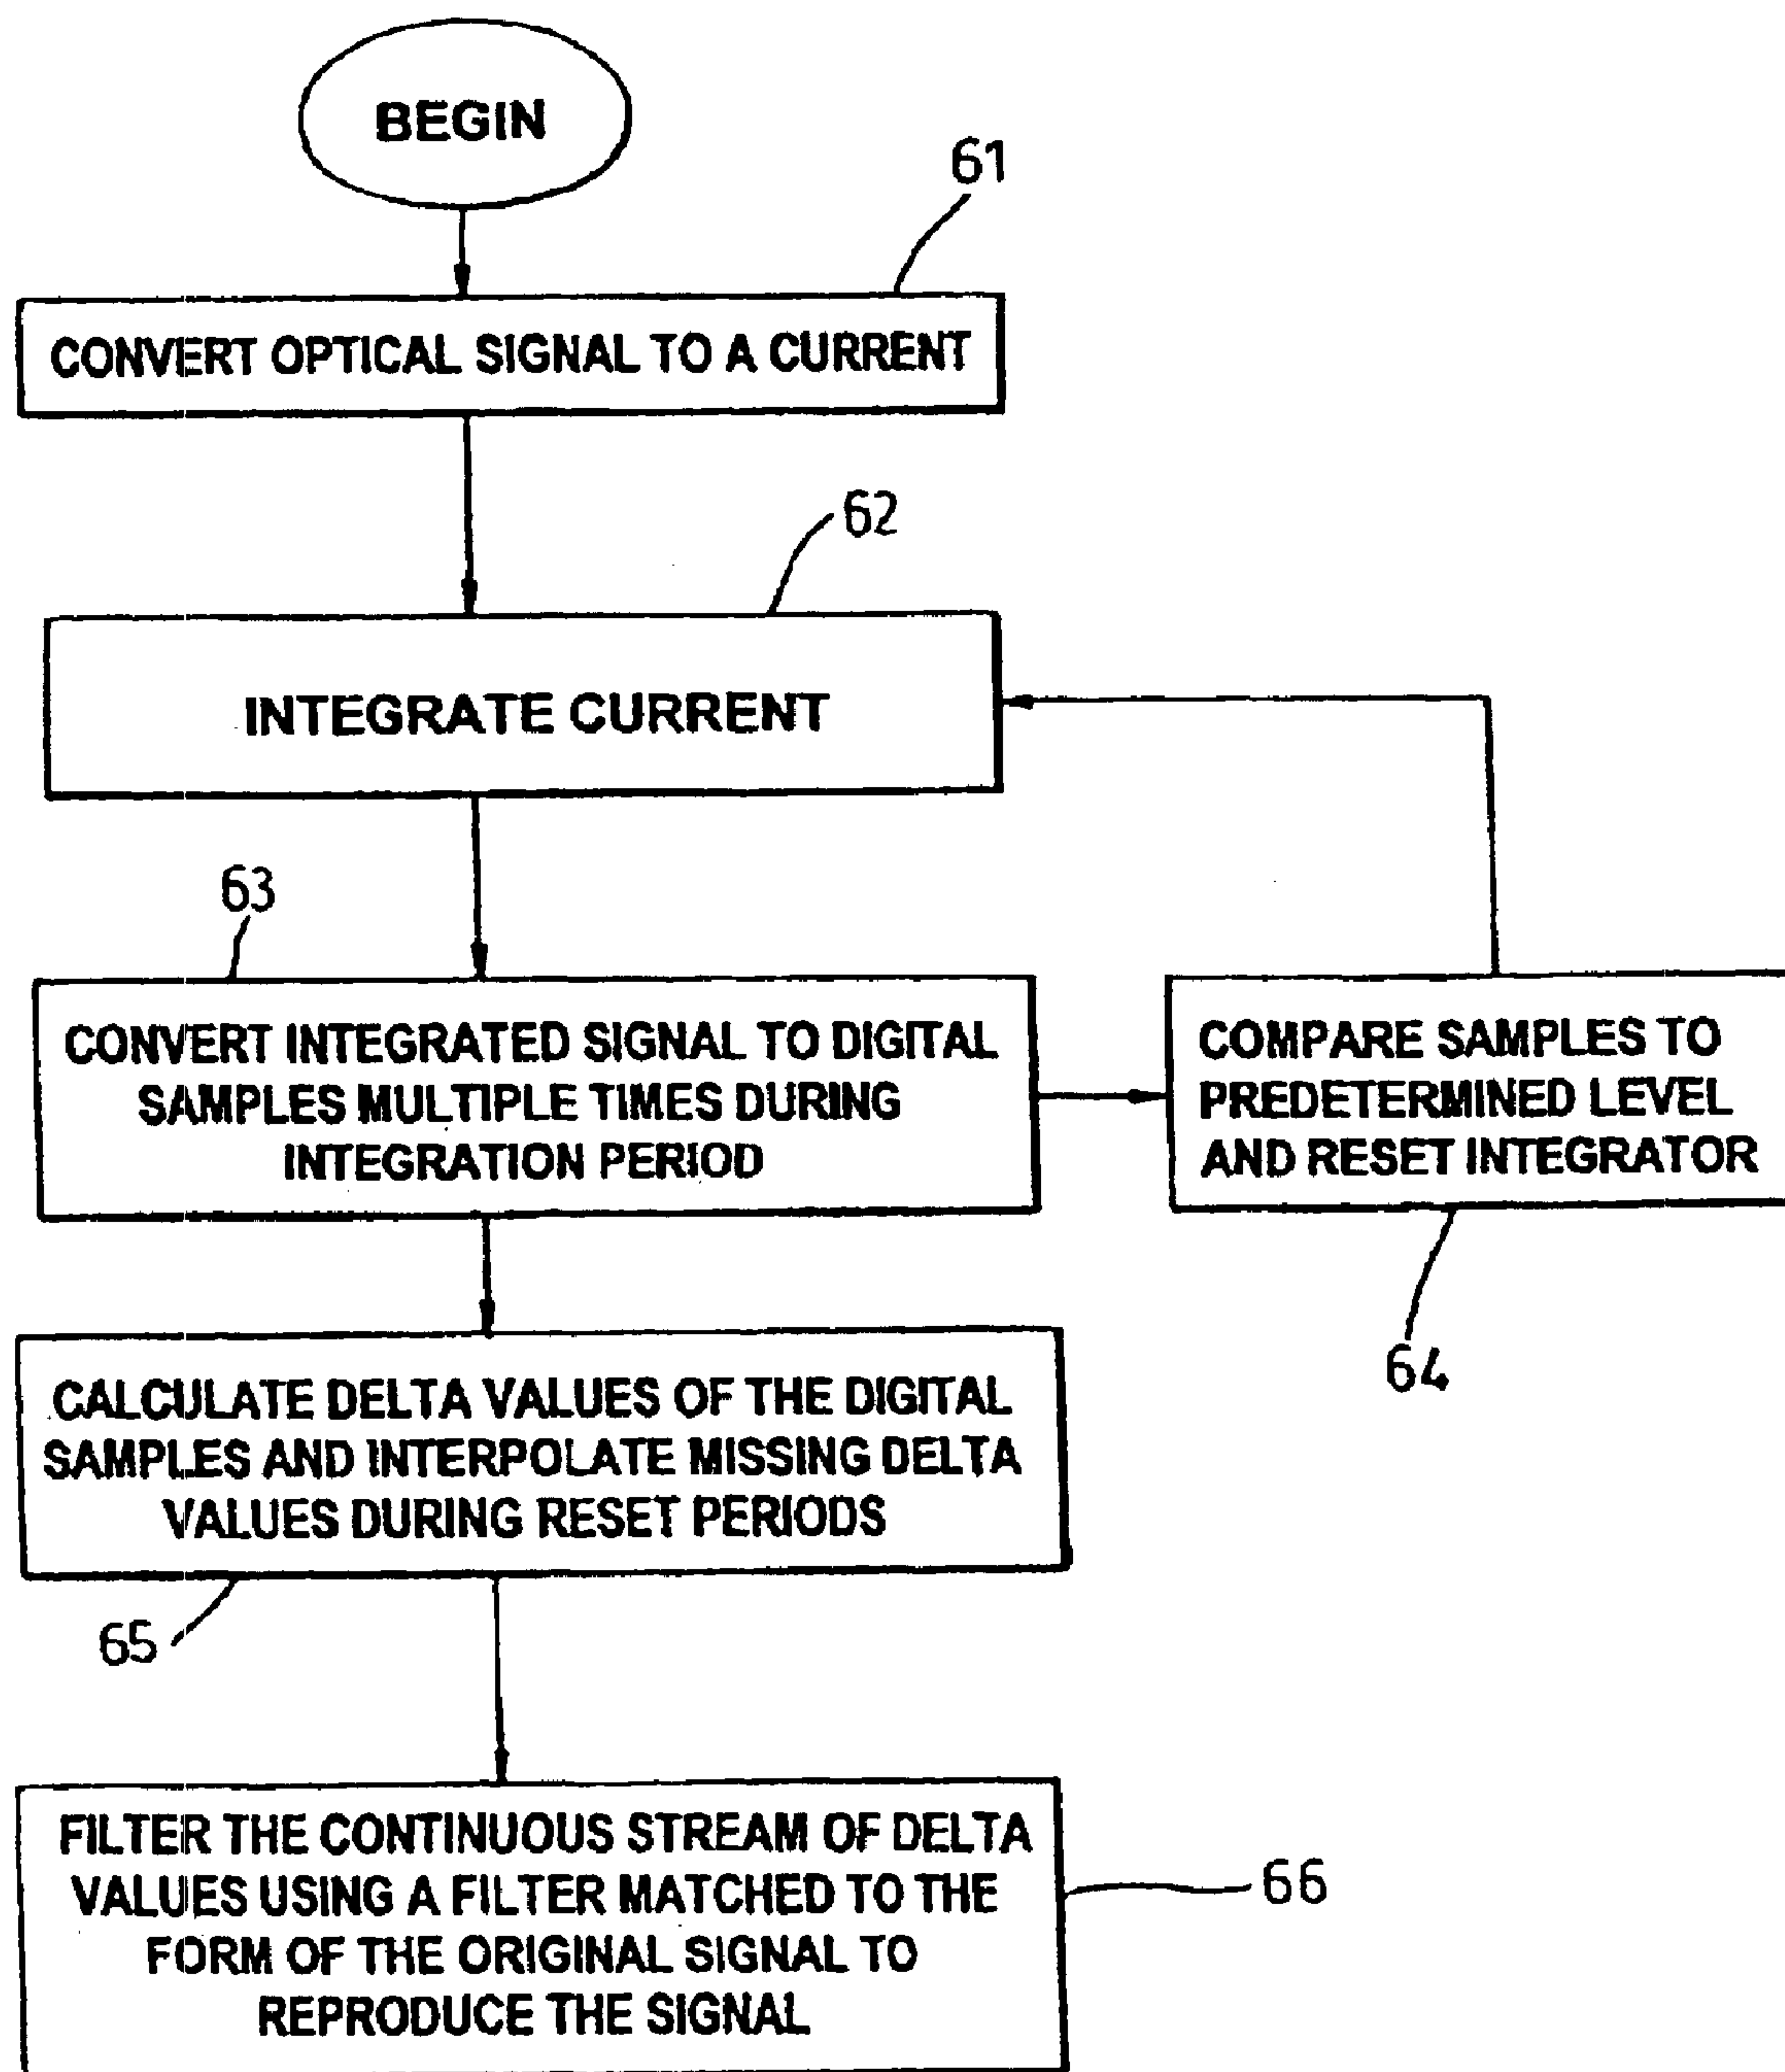 BEGIN
61
CONVERT OPTICAL SIGNAL TO A CURRENT
62
INTEGRATE CURRENT
63
CONVERT INTEGRATED SIGNAL TO DIGITAL
SAMPLES MULTIPLE TIMES DURING
INTEGRATION PERIOD
COMPARE SAMPLES TO
PREDETERMINED LEVEL
AND RESET INTEGRATOR
64
CALCULATE DELTA VALUES OF THE DIGITAL
SAMPLES AND INTERPOLATE MISSING DELTA
VALUES DURING RESET PERIODS
65
FILTER THE CONTINUOUS STREAM OF DELTA
VALUES USING A FILTER MATCHED TO THE
FORM OF THE ORIGINAL SIGNAL TO
REPRODUCE THE SIGNAL
66